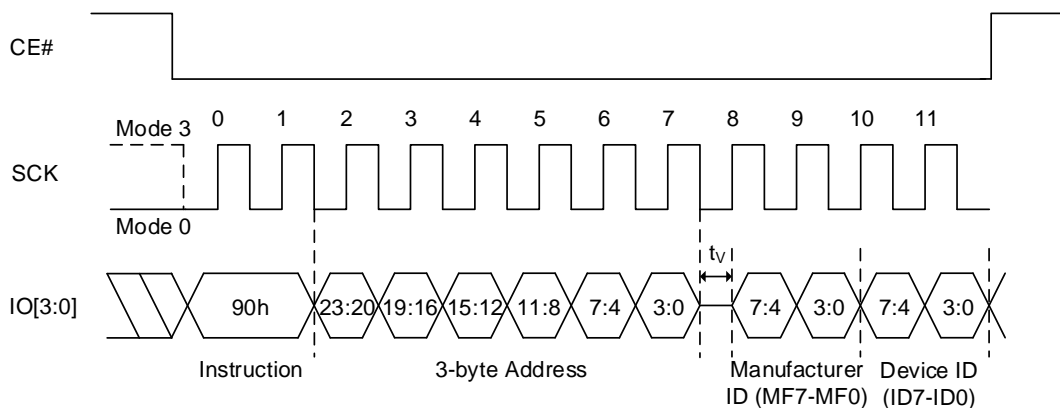 CE#
0 1 2 3 4 5 6 7 8 9 10 11
Mode 3
SCK
Mode 0
tV
IO[3:0] 90h 23:20 19:16 15:12 11:8 7:4 3:0 7:4 3:0 7:4 3:0
Instruction 3-byte Address Manufacturer Device ID
ID (MF7-MF0) (ID7-ID0)